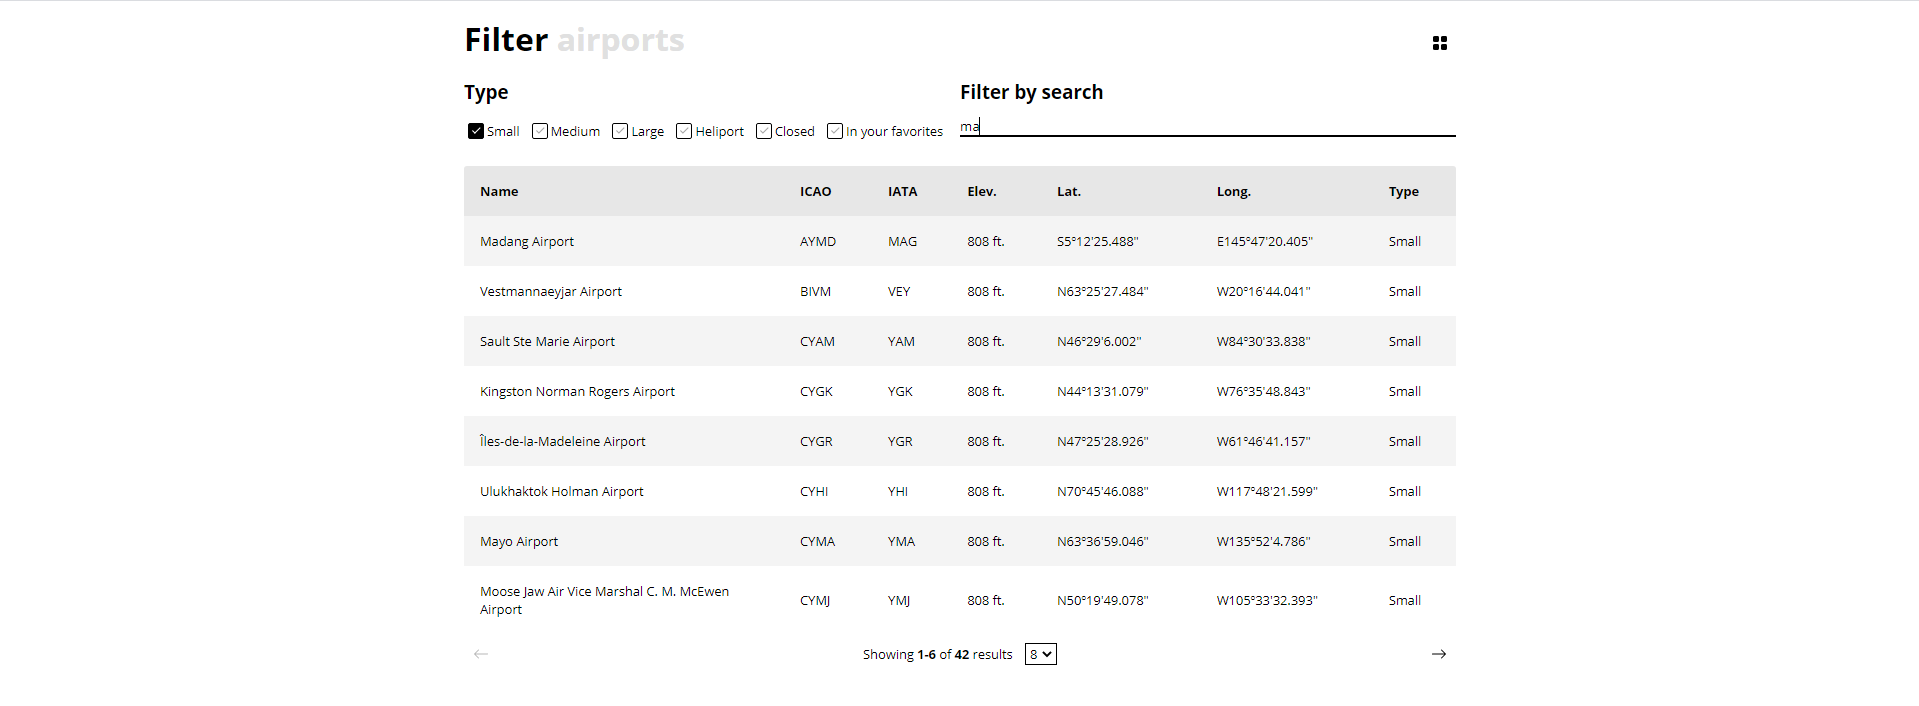 Filter airports
Type
Filter by search
Small Medium Large Heliport Closed In your favorites
ma
Name ICAO IATA Elev. Lat. Long. Type
Madang Airport AYMD MAG 808 ft. S5°12'25.488" E145°47'20.405" Small
Vestmannaeyjar Airport BIVM VEY 808 ft. N63°25'27.484" W20°16'44.041" Small
Sault Ste Marie Airport CYAM YAM 808 ft. N46°29'6.002" W84°30'33.838" Small
Kingston Norman Rogers Airport CYGK YGK 808 ft. N44°13'31.079" W76°35'48.843" Small
Îles-de-la-Madeleine Airport CYGR YGR 808 ft. N47°25'28.926" W61°46'41.157" Small
Ulukhaktok Holman Airport CYHI YHI 808 ft. N70°45'46.088" W117°48'21.599" Small
Mayo Airport CYMA YMA 808 ft. N63°36'59.046" W135°52'4.786" Small
Moose Jaw Air Vice Marshal C. M. McEwen
Airport CYMJ YMJ 808 ft. N50°19'49.078" W105°33'32.393" Small
Showing 1-6 of 42 results 8